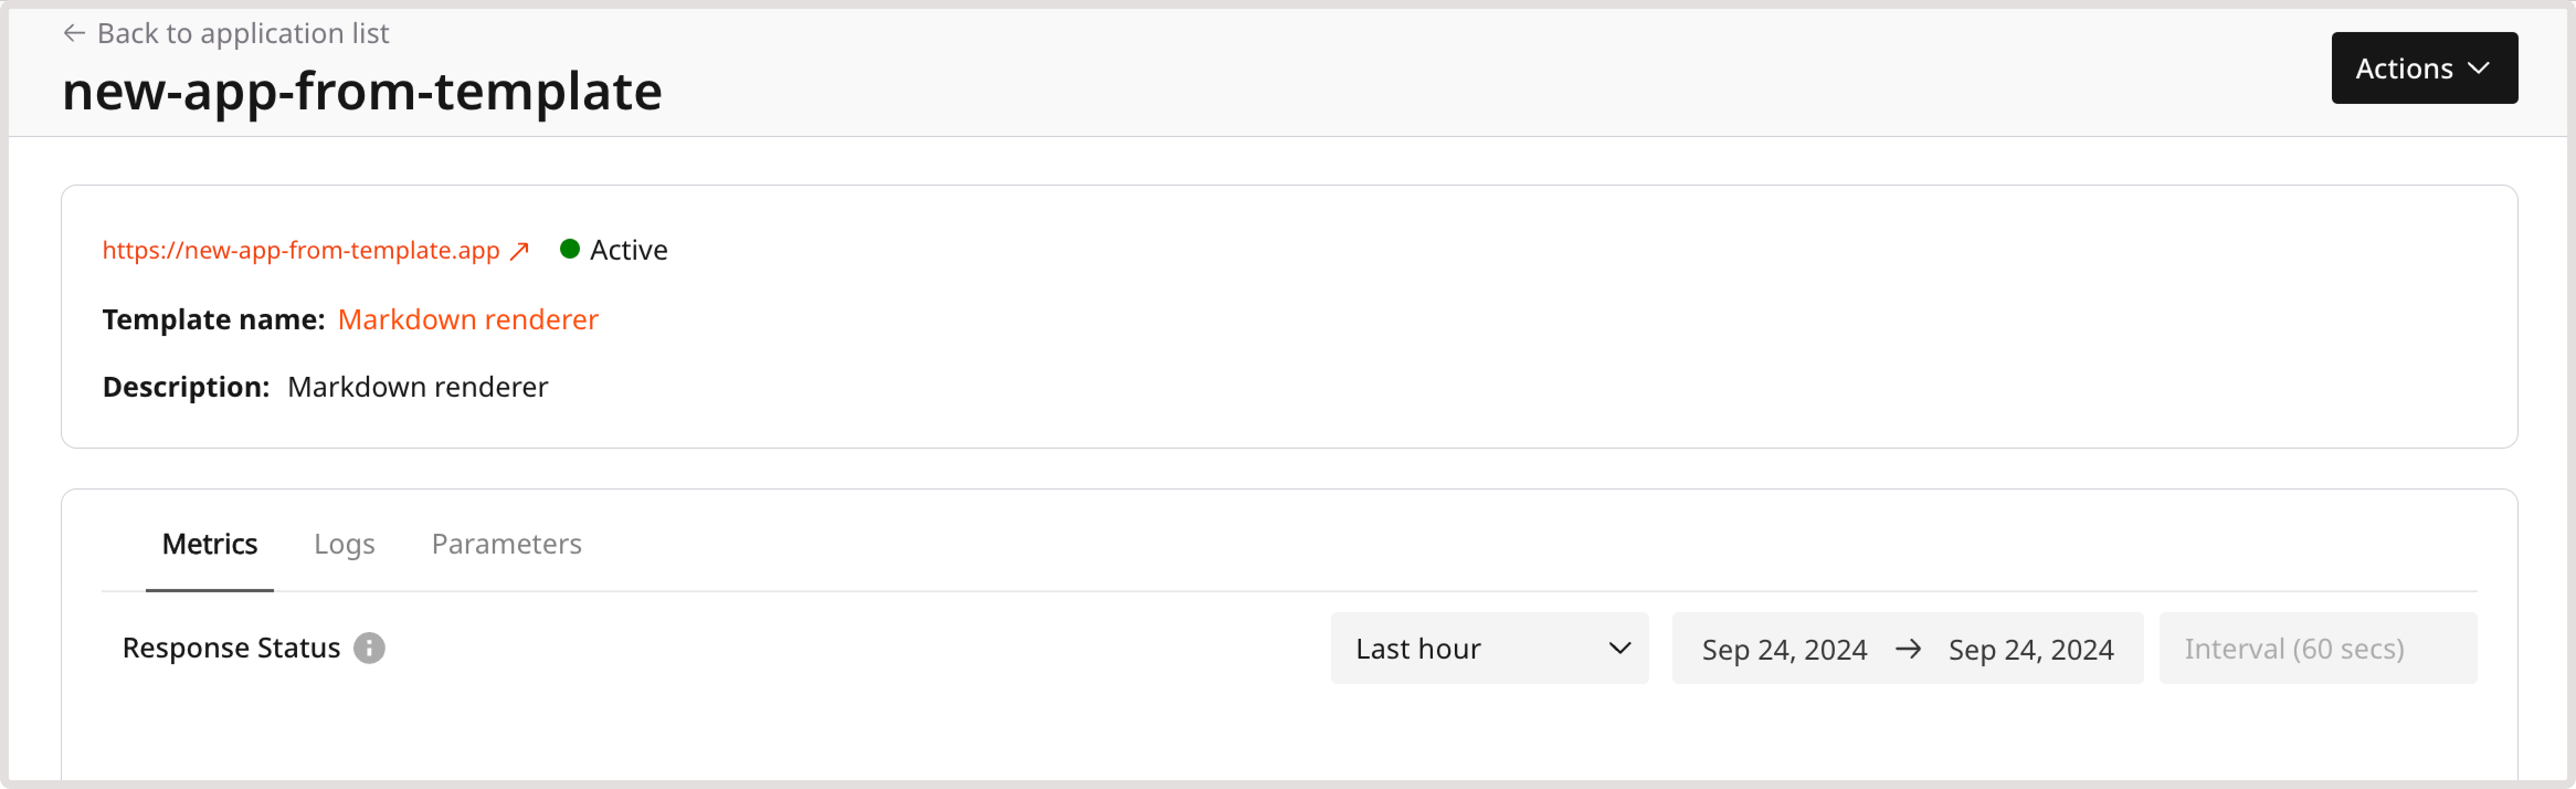 Back to application list
new-app-from-template
Actions
https://new-app-from-template.app Active
Template name: Markdown renderer
Description: Markdown renderer
Metrics Logs Parameters
Response Status Last hour Sep 24, 2024 → Sep 24, 2024 Interval (60 secs)